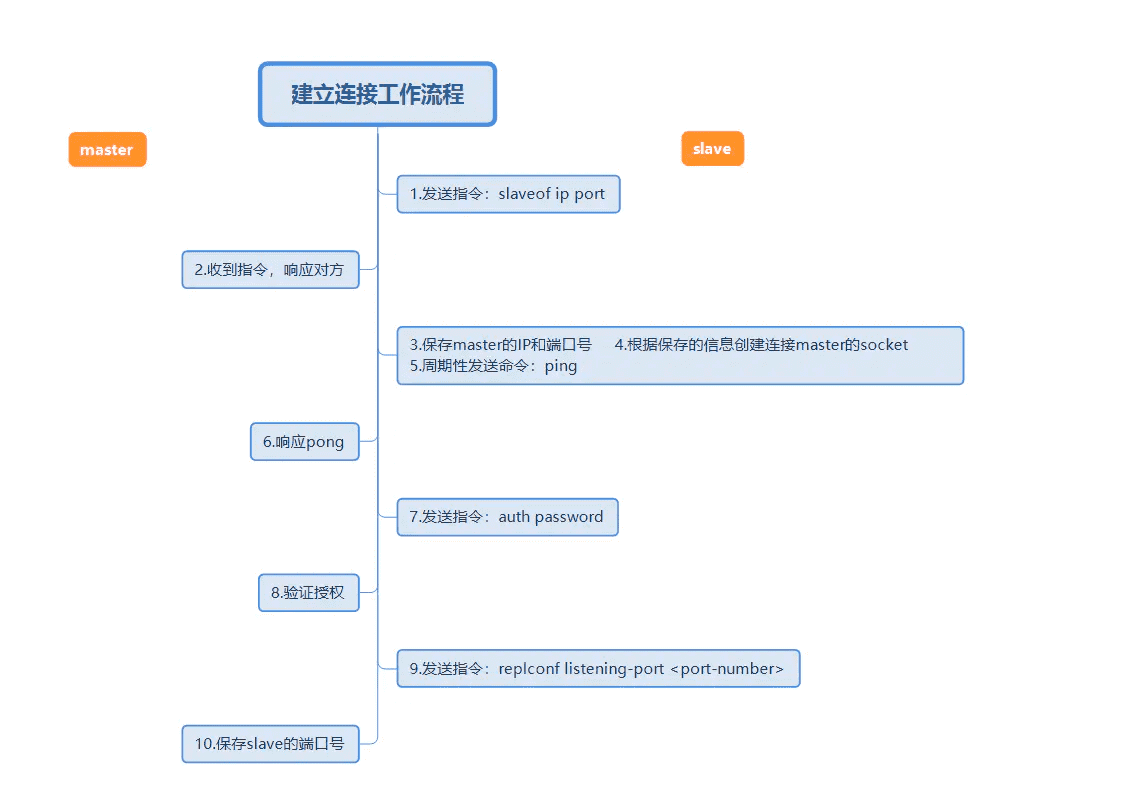 建立连接工作流程
master
slave
1.发送指令：slaveof ip port
2.收到指令，响应对方
3.保存master的IP和端口号 4.根据保存的信息创建连接master的socket
5.周期性发送命令：ping
6.响应pong
7.发送指令：auth password
8.验证授权
9.发送指令：replconf listening-port <port-number>
10.保存slave的端口号